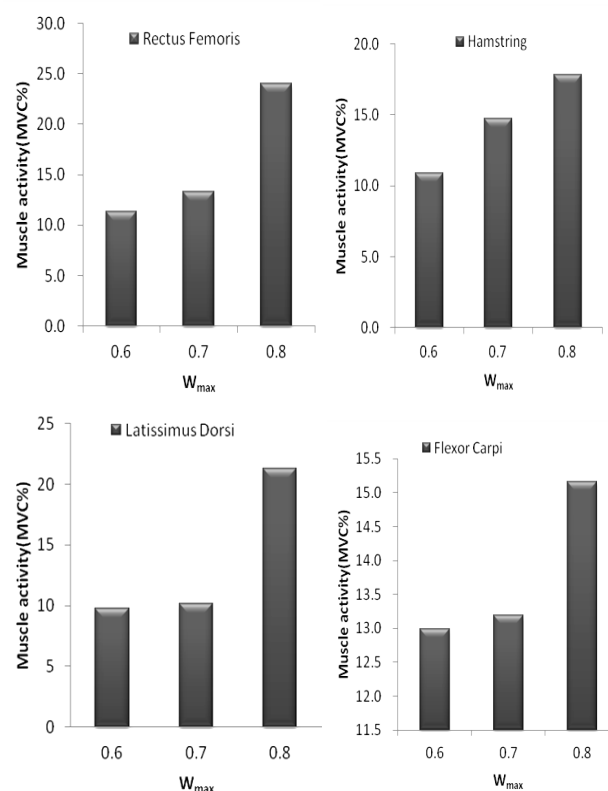 Rectus Femoris
Muscle activity(MVC%)
30.0
25.0
20.0
15.0
10.0
5.0
0.0
0.6 0.7 0.8
Wmax
Hamstring
Muscle activity(MVC%)
20.0
15.0
10.0
5.0
0.0
0.6 0.7 0.8
Wmax
Latissimus Dorsi
Muscle activity(MVC%)
25
20
15
10
5
0
0.6 0.7 0.8
Wmax
Flexor Carpi
Muscle activity(MVC%)
15.5
15.0
14.5
14.0
13.5
13.0
12.5
12.0
11.5
0.6 0.7 0.8
Wmax